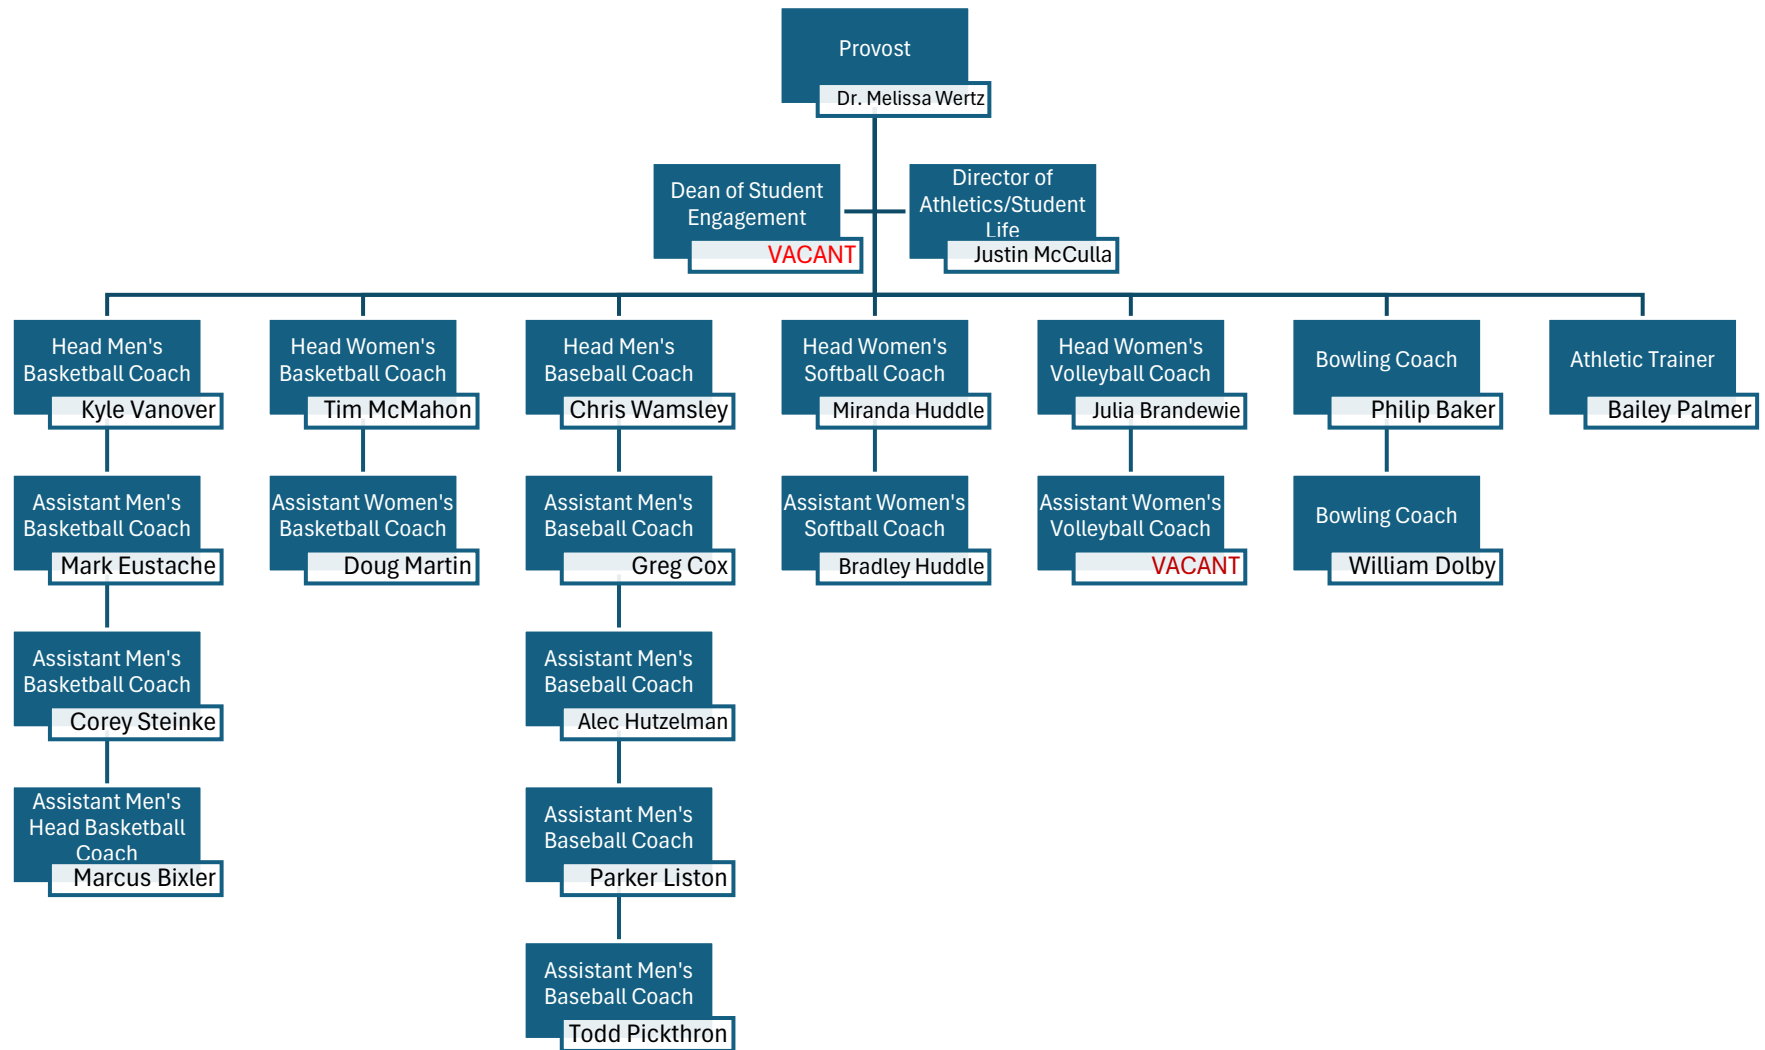 Provost
Dr. Melissa Wertz
Dean of Student
Engagement
VACANT
Director of
Athletics/Student
Life
Justin McCulla
Head Men's
Basketball Coach
Kyle Vanover
Head Women's
Basketball Coach
Tim McMahon
Head Men's
Baseball Coach
Chris Wamsley
Head Women's
Softball Coach
Miranda Huddle
Head Women's
Volleyball Coach
Julia Brandewie
Bowling Coach
Philip Baker
Athletic Trainer
Bailey Palmer
Assistant Men's
Basketball Coach
Mark Eustache
Assistant Women's
Basketball Coach
Doug Martin
Assistant Men's
Baseball Coach
Greg Cox
Assistant Women's
Softball Coach
Bradley Huddle
Assistant Women's
Volleyball Coach
VACANT
Bowling Coach
William Dolby
Assistant Men's
Basketball Coach
Corey Steinke
Assistant Men's
Baseball Coach
Alec Hutzelman
Assistant Men's
Head Basketball
Coach
Marcus Bixler
Assistant Men's
Baseball Coach
Parker Liston
Assistant Men's
Baseball Coach
Todd Pickthron